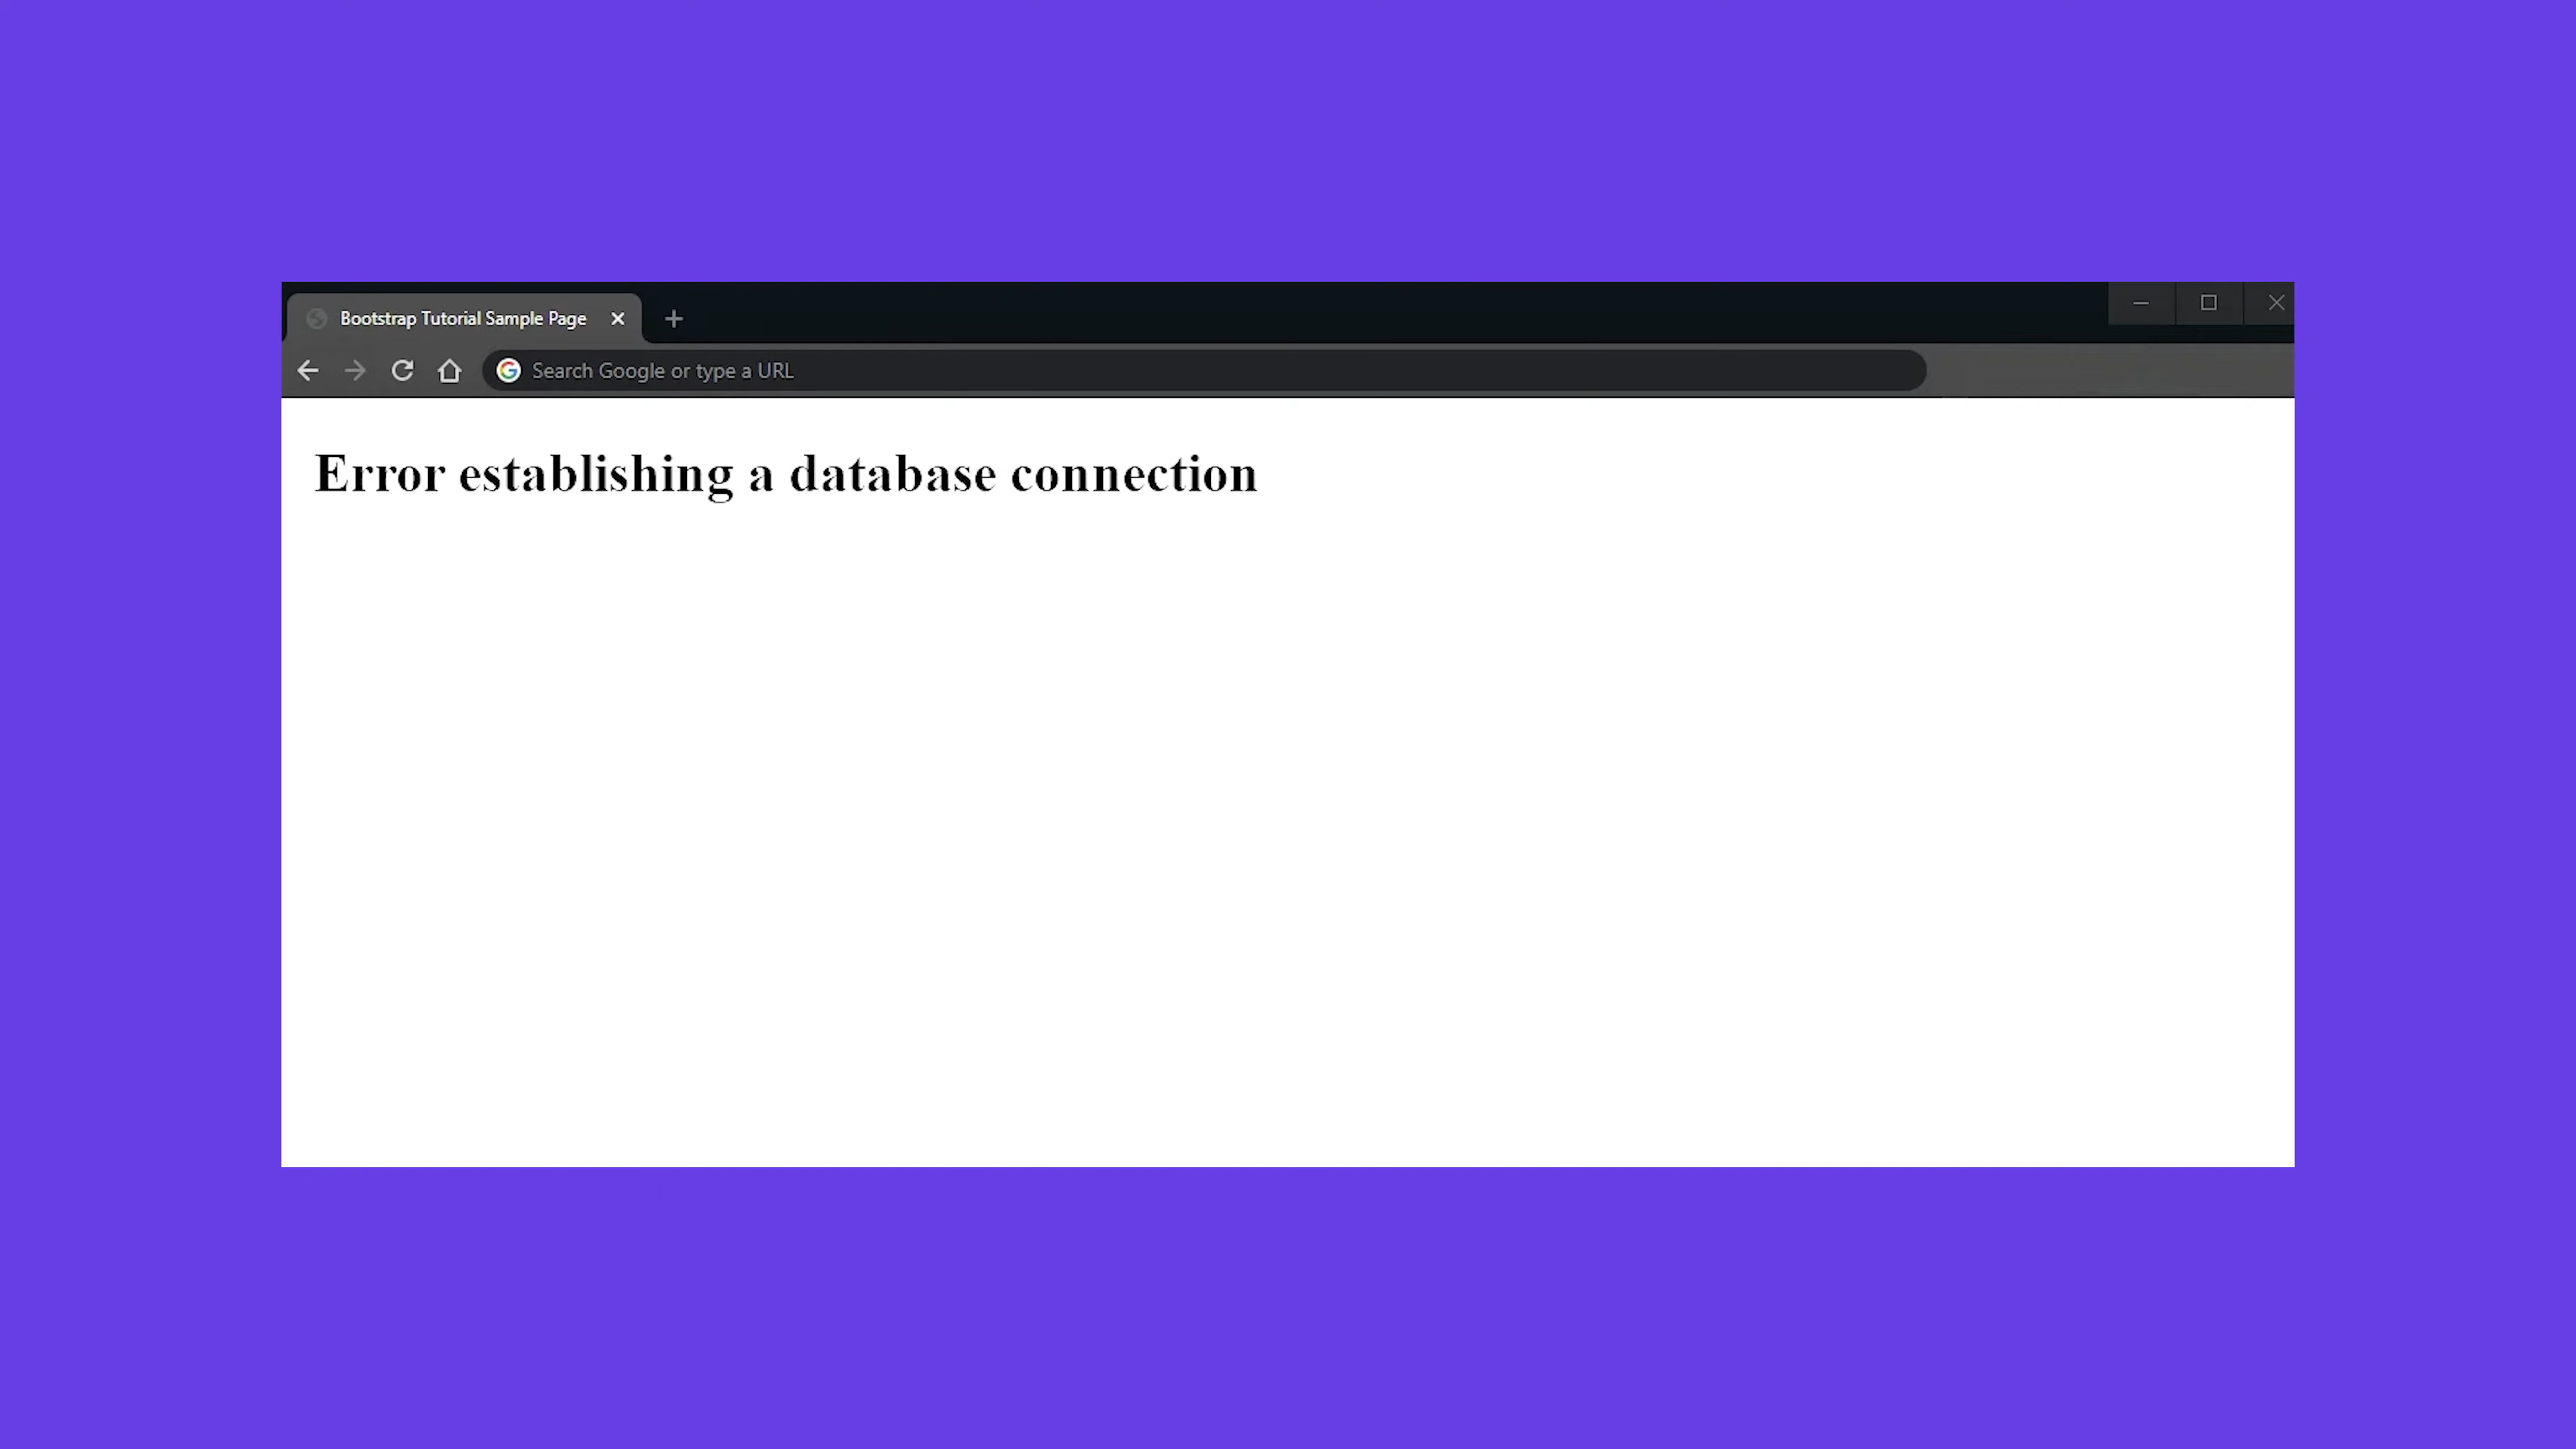 Bootstrap Tutorial Sample Page
Search Google or type a URL
Error establishing a database connection